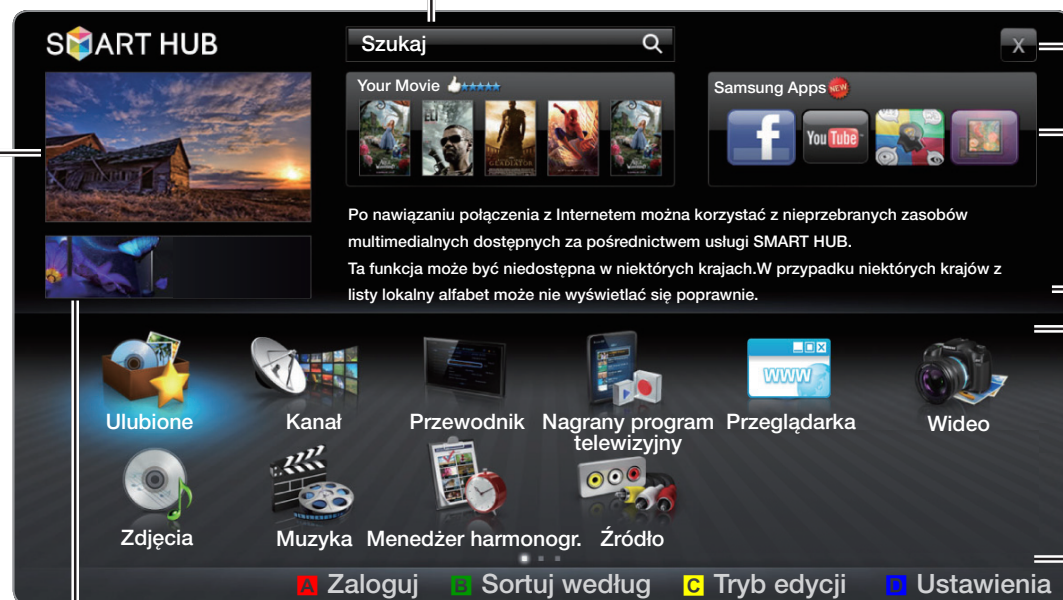 SMART HUB
Szukaj
X
Your Movie
Samsung Apps NEW
ELI
GLADIATOR
f
You Tube
Po nawiązaniu połączenia z Internetem można korzystać z nieprzebranych zasobów
multimedialnych dostępnych za pośrednictwem usługi SMART HUB.
Ta funkcja może być niedostępna w niektórych krajach.W przypadku niektórych krajów z
listy lokalny alfabet może nie wyświetlać się poprawnie.
www
Ulubione
Kanał
Przewodnik
Nagrany program
telewizyjny
Przeglądarka
Wideo
Zdjęcia
Muzyka
Menedżer harmonogr.
Źródło
A Zaloguj B Sortuj według C Tryb edycji D Ustawienia